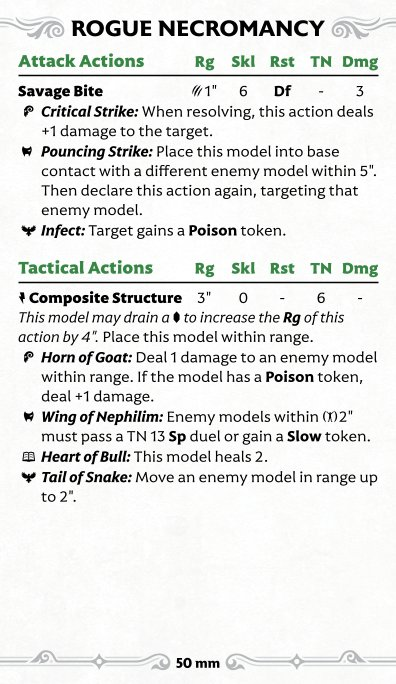 ROGUE NECROMANCY
Attack Actions Rg Skl Rst TN Dmg
Savage Bite 1" 6 Df - 3
Critical Strike: When resolving, this action deals
+1 damage to the target.
Pouncing Strike: Place this model into base
contact with a different enemy model within 5".
Then declare this action again, targeting that
enemy model.
Infect: Target gains a Poison token.
Tactical Actions Rg Skl Rst TN Dmg
Composite Structure 3" 0 - 6 -
This model may drain a to increase the Rg of this
action by 4". Place this model within range.
Horn of Goat: Deal 1 damage to an enemy model
within range. If the model has a Poison token,
deal +1 damage.
Wing of Nephilim: Enemy models within 2"
must pass a TN 13 Sp duel or gain a Slow token.
Heart of Bull: This model heals 2.
Tail of Snake: Move an enemy model in range up
to 2".
50 mm